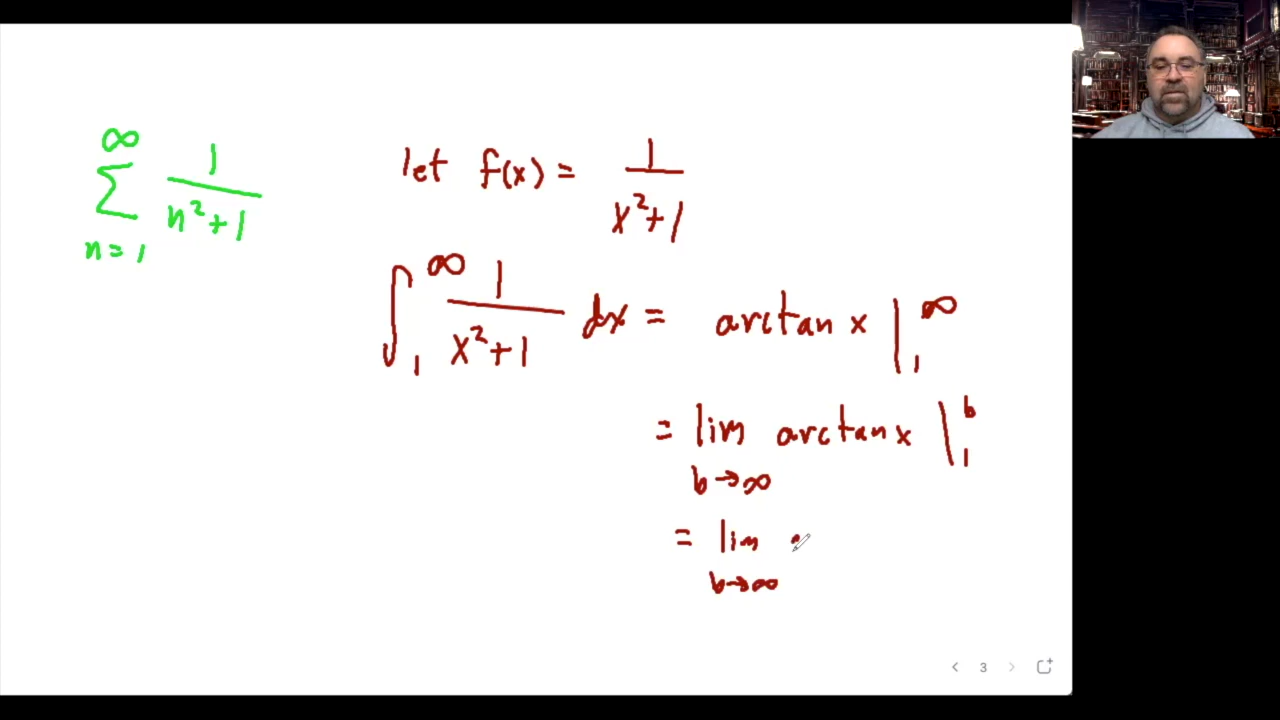 ∞
∑ 1/(n²+1)
n=1
let f(x) = 1/(x²+1)
∫₁^∞ 1/(x²+1) dx = arctan x |₁^∞
= lim arctan x |₁^b
b→∞
= lim
b→∞
3